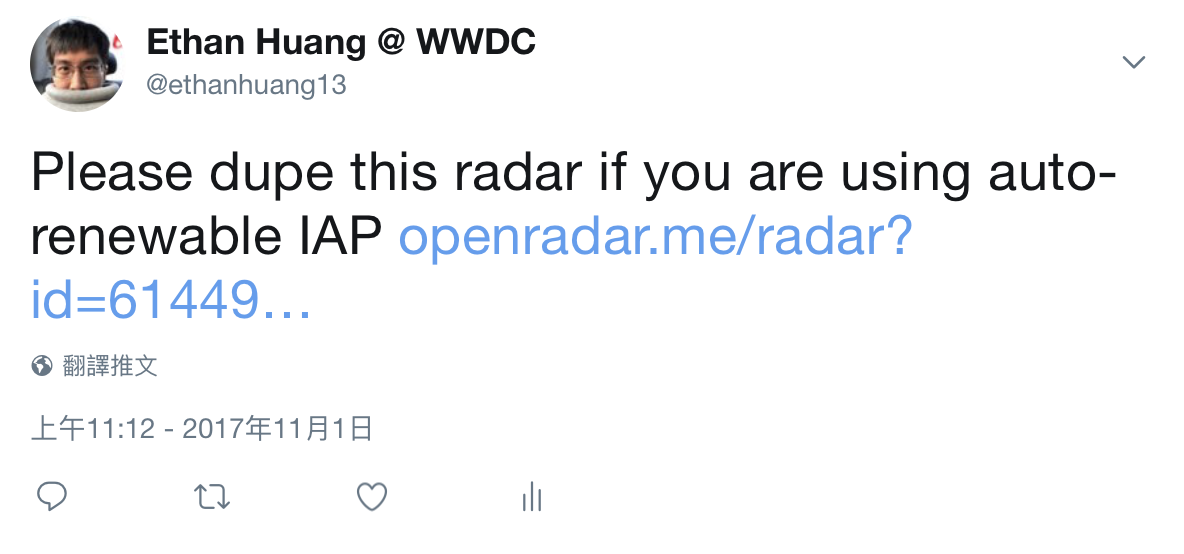 Ethan Huang @ WWDC
@ethanhuang13
Please dupe this radar if you are using auto-
renewable IAP openradar.me/radar?
id=61449…
翻譯推文
上午11:12 - 2017年11月1日